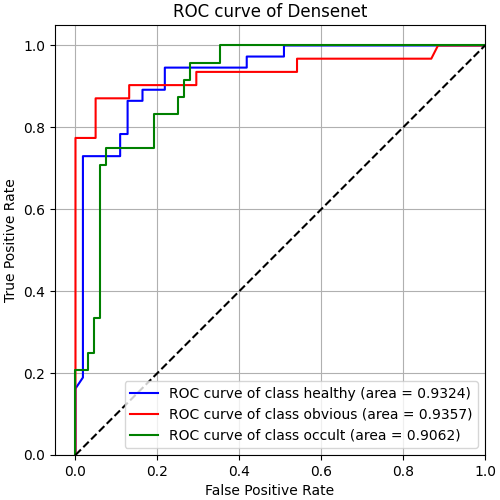 ROC curve of Densenet
True Positive Rate
1.0
0.8
0.6
0.4
0.2
0.0
ROC curve of class healthy (area = 0.9324)
ROC curve of class obvious (area = 0.9357)
ROC curve of class occult (area = 0.9062)
0.0 0.2 0.4 0.6 0.8 1.0
False Positive Rate